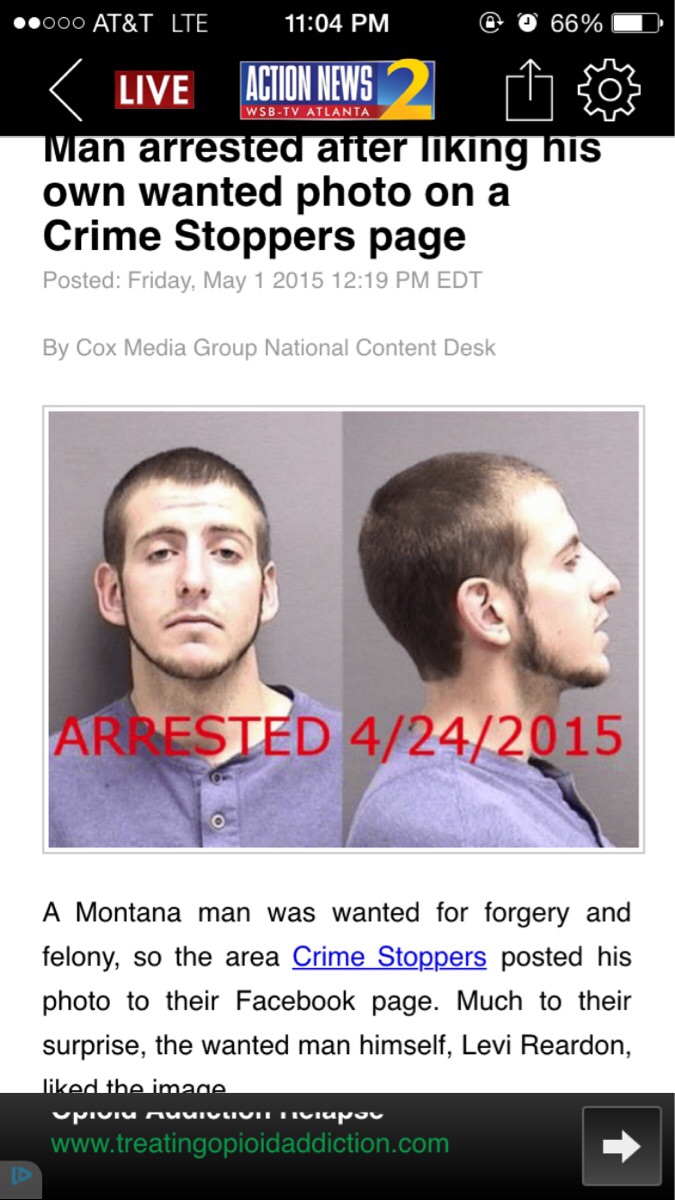 AT&T LTE 11:04 PM 66%
LIVE ACTION NEWS 2
WSB-TV ATLANTA
Man arrested after liking his
own wanted photo on a
Crime Stoppers page
Posted: Friday, May 1 2015 12:19 PM EDT
By Cox Media Group National Content Desk
ARRESTED 4/24/2015
A Montana man was wanted for forgery and
felony, so the area Crime Stoppers posted his
photo to their Facebook page. Much to their
surprise, the wanted man himself, Levi Reardon,
liked the image
Opioid Addiction Relapse
www.treatingopioidaddiction.com